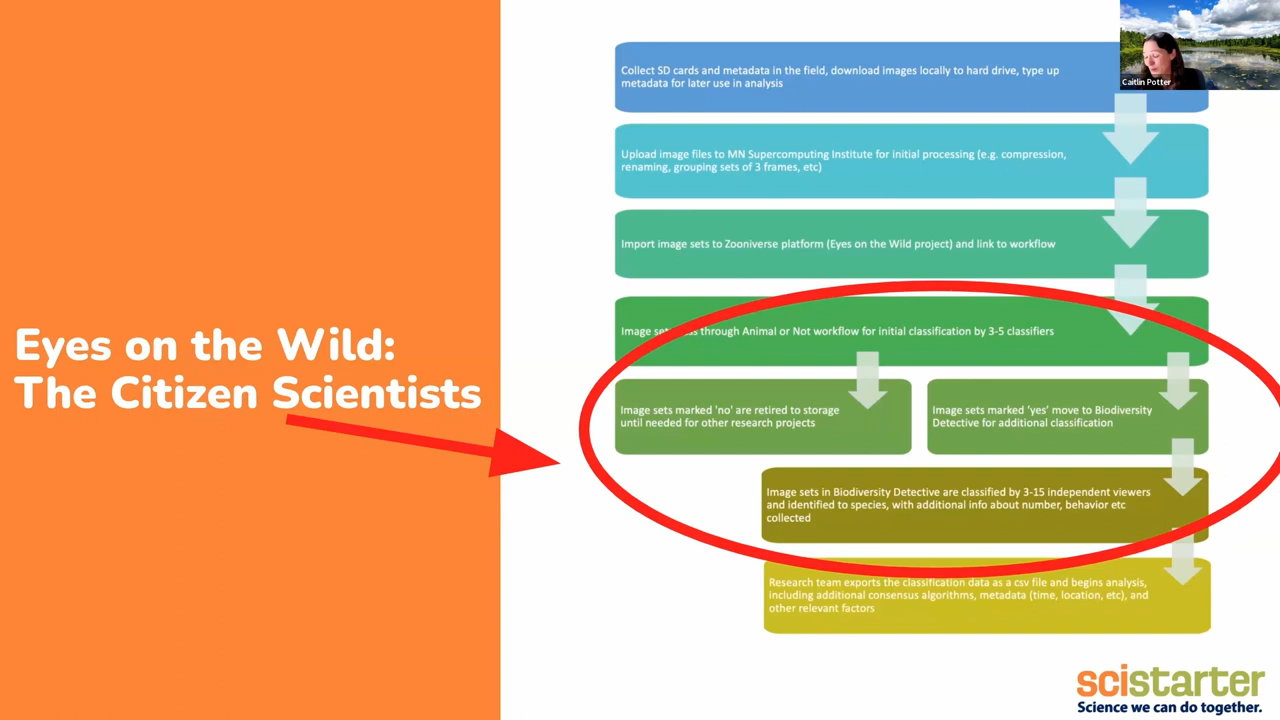 Caitlin Potter
Eyes on the Wild:
The Citizen Scientists
Collect SD cards and metadata in the field, download images locally to hard drive, type up
metadata for later use in analysis
Upload image files to MN Supercomputing Institute for initial processing (e.g. compression,
renaming, grouping sets of 3 frames, etc)
Import image sets to Zooniverse platform (Eyes on the Wild project) and link to workflow
Image through Animal or Not workflow for initial classification by 3-5 classifiers
Image sets marked 'no' are retired to storage
until needed for other research projects
Image sets marked 'yes' move to Biodiversity
Detective for additional classification
Image sets in Biodiversity Detective are classified by 3-15 independent viewers
and identified to species, with additional info about number, behavior etc
collected
Research team exports the classification data as a csv file and begins analysis,
including additional consensus algorithms, metadata (time, location, etc), and
other relevant factors
scistarter
Science we can do together.